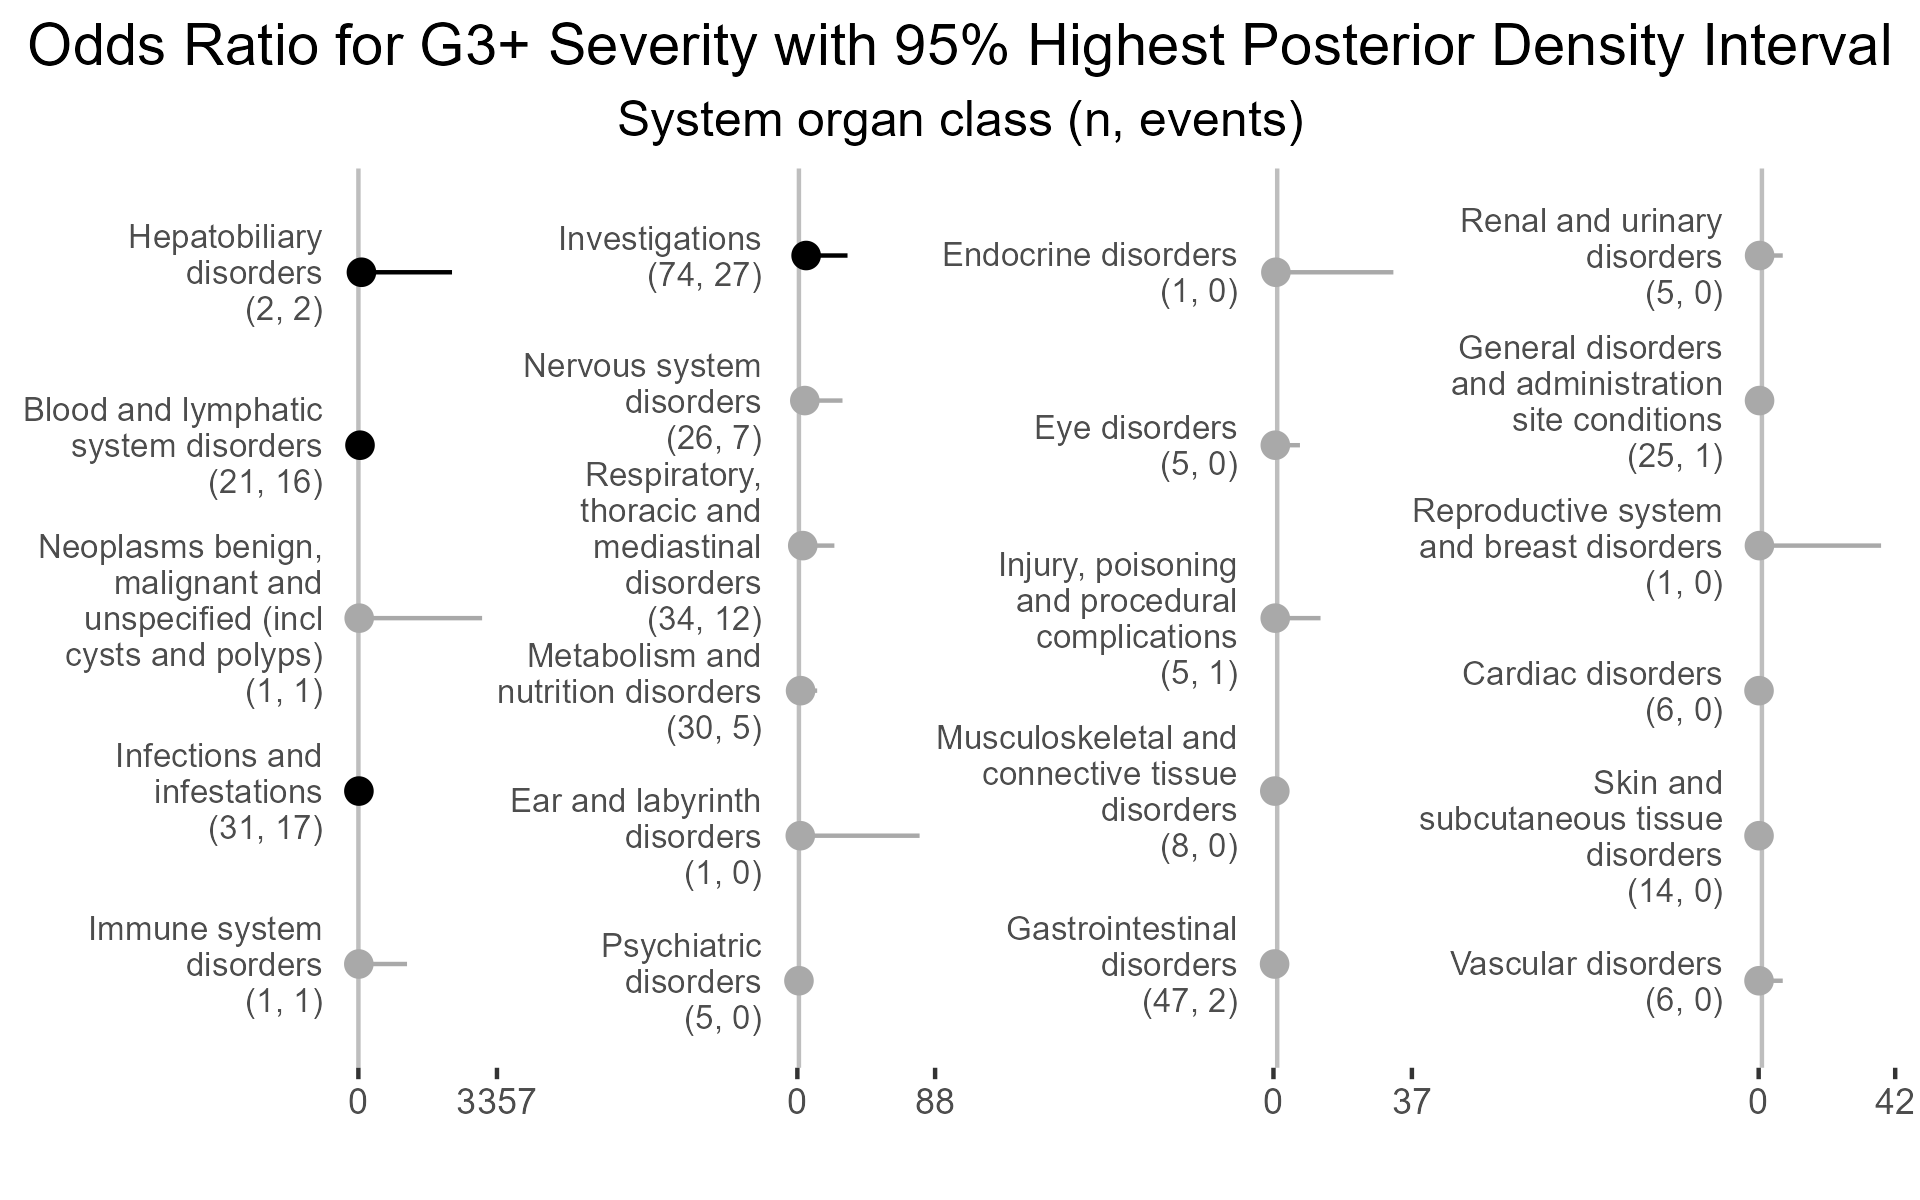 Odds Ratio for G3+ Severity with 95% Highest Posterior Density Interval
System organ class (n, events)
Hepatobiliary
disorders
(2, 2)
Blood and lymphatic
system disorders
(21, 16)
Neoplasms benign,
malignant and
unspecified (incl
cysts and polyps)
(1, 1)
Infections and
infestations
(31, 17)
Immune system
disorders
(1, 1)
0
3357
Investigations
(74, 27)
Nervous system
disorders
(26, 7)
Respiratory,
thoracic and
mediastinal
disorders
(34, 12)
Metabolism and
nutrition disorders
(30, 5)
Ear and labyrinth
disorders
(1, 0)
Psychiatric
disorders
(5, 0)
0
88
Endocrine disorders
(1, 0)
Eye disorders
(5, 0)
Injury, poisoning
and procedural
complications
(5, 1)
Musculoskeletal and
connective tissue
disorders
(8, 0)
Gastrointestinal
disorders
(47, 2)
0
37
Renal and urinary
disorders
(5, 0)
General disorders
and administration
site conditions
(25, 1)
Reproductive system
and breast disorders
(1, 0)
Cardiac disorders
(6, 0)
Skin and
subcutaneous tissue
disorders
(14, 0)
Vascular disorders
(6, 0)
0
42